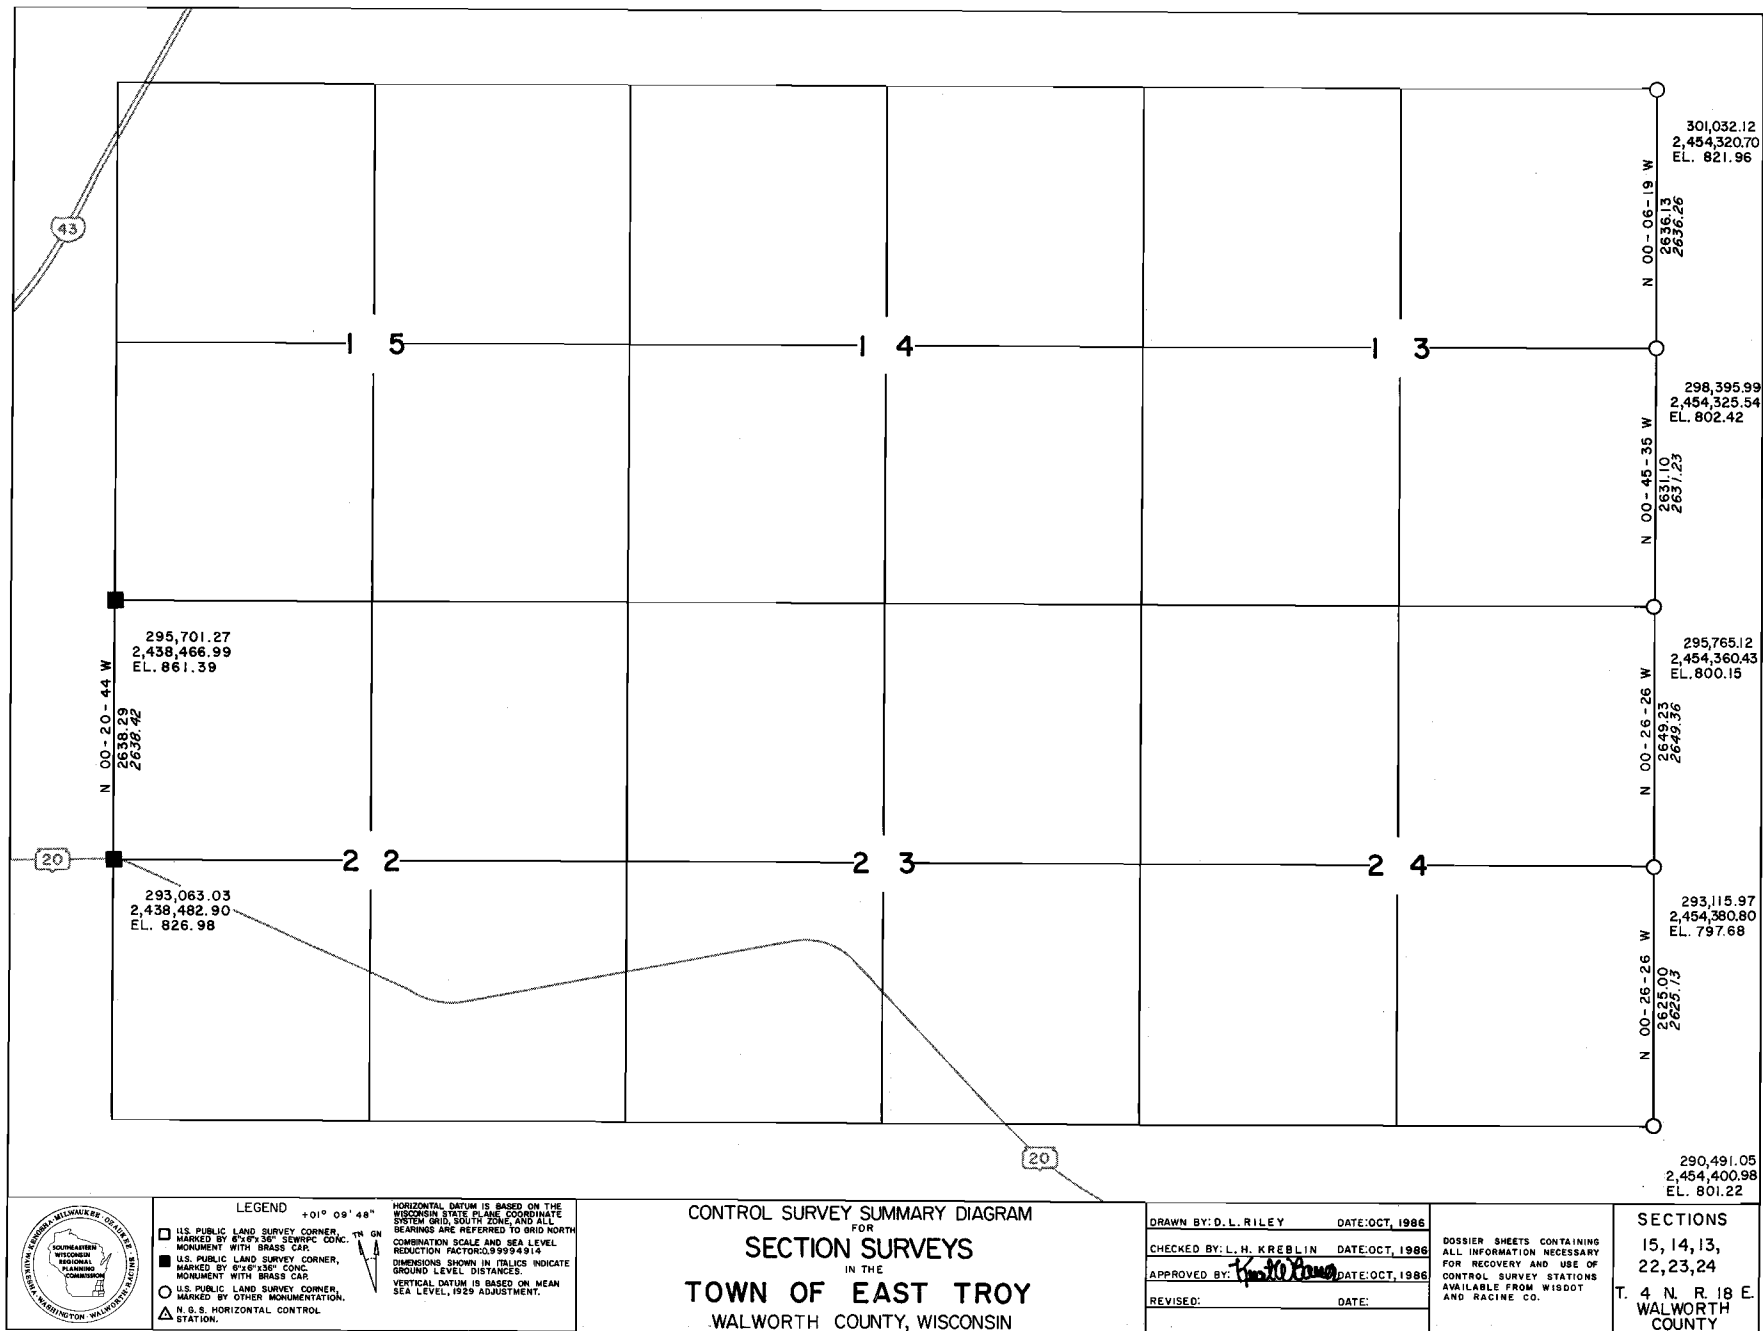 43
301,032.12
2,454,320.70
EL. 821.96
N 00-06-19 W
2636.13
2636.26
1 5
1 4
1 3
298,395.99
2,454,325.54
EL. 802.42
N 00-45-35 W
2631.10
2631.23
295,701.27
2,438,466.99
EL. 861.39
N 00-20-44 W
2638.29
2638.42
295,765.12
2,454,360.43
EL. 800.15
N 00-26-26 W
2649.23
2649.36
20
2 2
2 3
2 4
293,063.03
2,438,482.90
EL. 826.98
293,115.97
2,454,380.80
EL. 797.68
N 00-26-26 W
2625.00
2625.13
20
290,491.05
2,454,400.98
EL. 801.22
SOUTHEASTERN
WISCONSIN
REGIONAL
PLANNING
COMMISSION
KENOSHA·MILWAUKEE·OZAUKEE·RACINE·WALWORTH·WASHINGTON·WAUKESHA
LEGEND
U.S. PUBLIC LAND SURVEY CORNER,
MARKED BY 6"x6"x36" SEWRPC CONC.
MONUMENT WITH BRASS CAP.
U.S. PUBLIC LAND SURVEY CORNER,
MARKED BY 6"x6"x36" CONC.
MONUMENT WITH BRASS CAP.
U.S. PUBLIC LAND SURVEY CORNER,
MARKED BY OTHER MONUMENTATION.
N.G.S. HORIZONTAL CONTROL
STATION.
+01° 09' 48"
TN GN
HORIZONTAL DATUM IS BASED ON THE
WISCONSIN STATE PLANE COORDINATE
SYSTEM GRID, SOUTH ZONE, AND ALL
BEARINGS ARE REFERRED TO GRID NORTH
COMBINATION SCALE AND SEA LEVEL
REDUCTION FACTOR:0.99994914
DIMENSIONS SHOWN IN ITALICS INDICATE
GROUND LEVEL DISTANCES.
VERTICAL DATUM IS BASED ON MEAN
SEA LEVEL, 1929 ADJUSTMENT.
CONTROL SURVEY SUMMARY DIAGRAM
FOR
SECTION SURVEYS
IN THE
TOWN OF EAST TROY
WALWORTH COUNTY, WISCONSIN
DRAWN BY: D.L. RILEY DATE:OCT, 1986
CHECKED BY: L. H. KREBLIN DATE:OCT, 1986
APPROVED BY: DATE:OCT, 1986
REVISED: DATE:
DOSSIER SHEETS CONTAINING
ALL INFORMATION NECESSARY
FOR RECOVERY AND USE OF
CONTROL SURVEY STATIONS
AVAILABLE FROM WISDOT
AND RACINE CO.
SECTIONS
15, 14, 13,
22,23,24
T. 4 N. R. 18 E.
WALWORTH
COUNTY